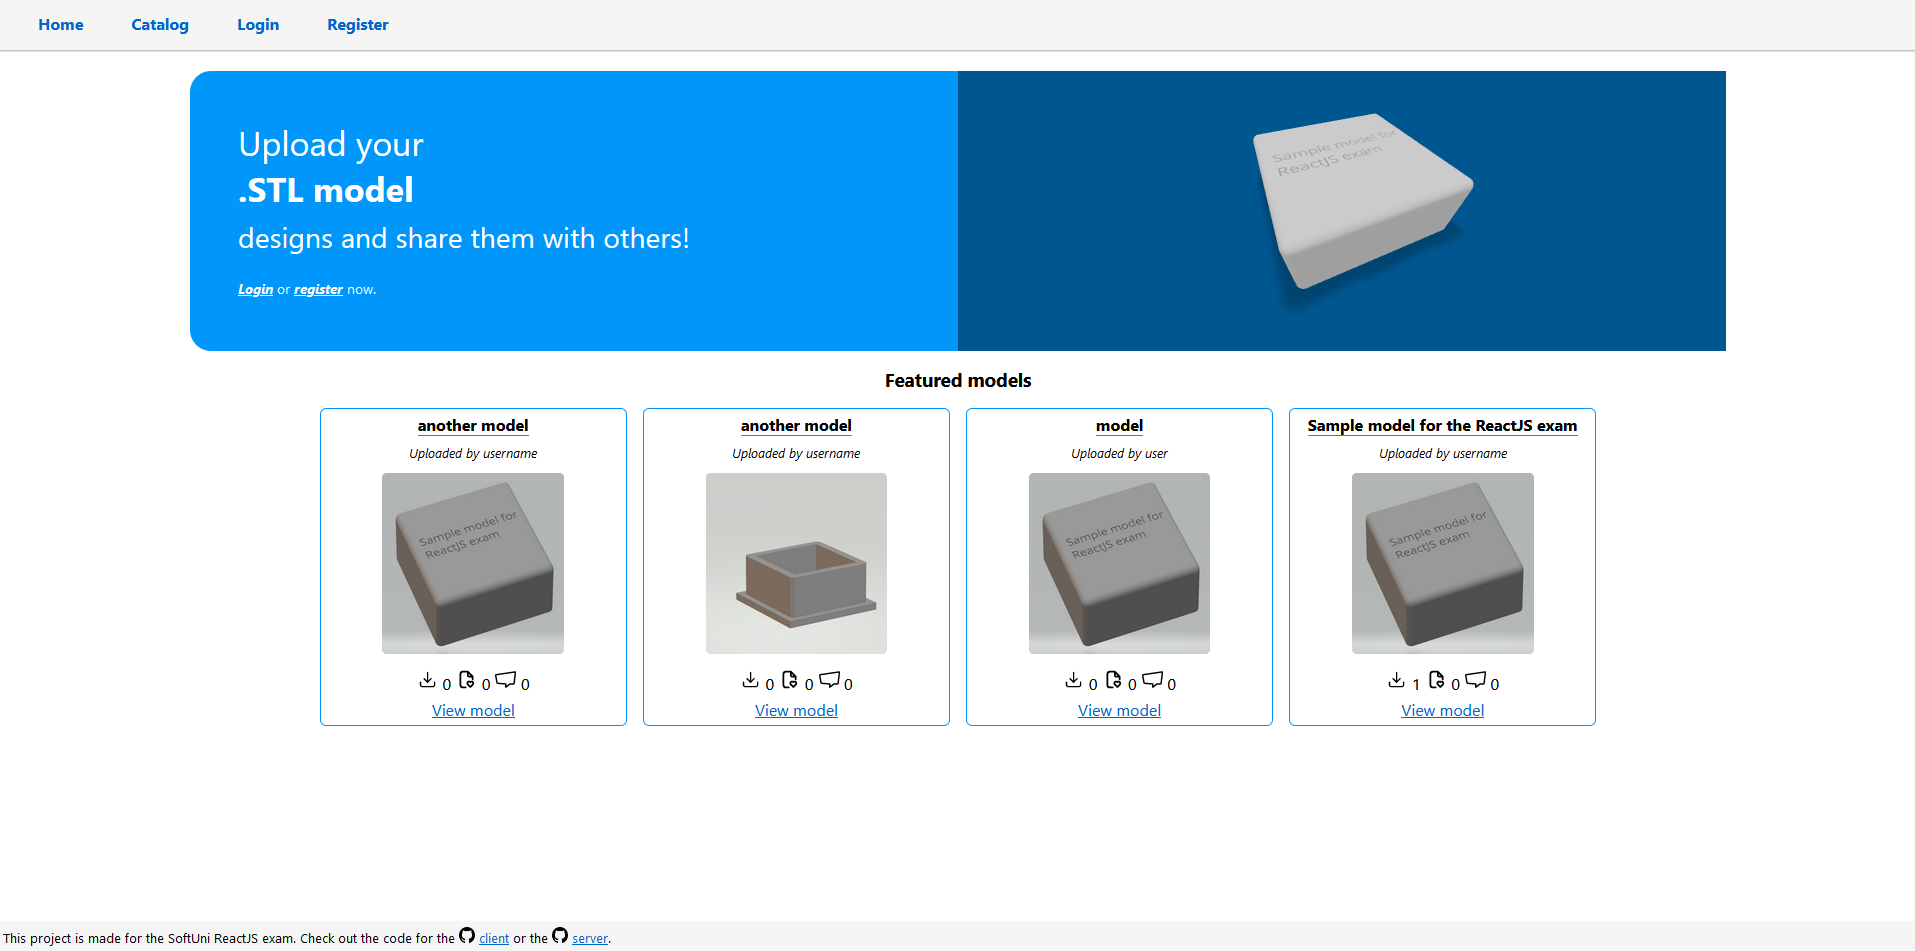 Home Catalog Login Register
Upload your
.STL model
designs and share them with others!
Login or register now.
Sample model for
ReactJS exam
Featured models
another model
Uploaded by username
Sample model for
ReactJS exam
0 0 0
View model
another model
Uploaded by username
0 0 0
View model
model
Uploaded by user
Sample model for
ReactJS exam
0 0 0
View model
Sample model for the ReactJS exam
Uploaded by username
Sample model for
ReactJS exam
1 0 0
View model
This project is made for the SoftUni ReactJS exam. Check out the code for the client or the server.